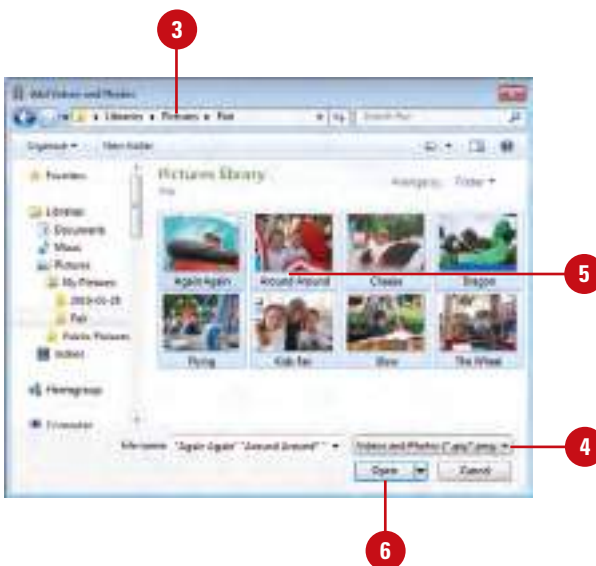 3
Add Videos and Photos
Libraries Pictures Fair
Search Fair
Organize New folder
Favorites
Pictures library
Fair
Arrange by: Folder
Libraries
Documents
Music
Pictures
My Pictures
Fair
Public Pictures
Videos
Homegroup
Computer
Again Again
Around Around
Cheese
Dragon
5
Flying
Kids Fair
Slow
The Wheel
File name: "Again Again" "Around Around" "
Videos and Photos
4
Open
Cancel
6